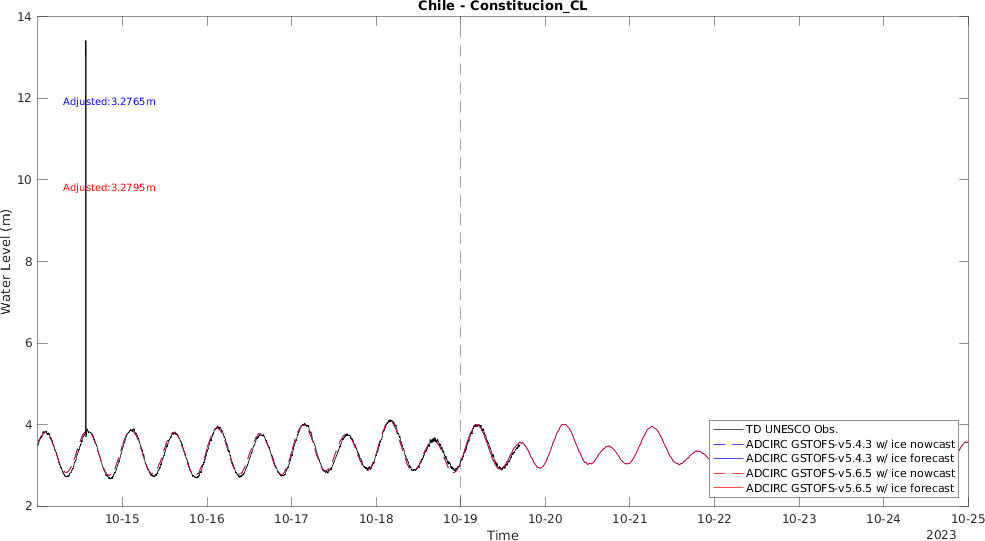 Chile - Constitucion_CL
14
12
10
8
6
4
2
Water Level (m)
Adjusted:3.2765m
Adjusted:3.2795m
TD UNESCO Obs.
ADCIRC GSTOFS-v5.4.3 w/ ice nowcast
ADCIRC GSTOFS-v5.4.3 w/ ice forecast
ADCIRC GSTOFS-v5.6.5 w/ ice nowcast
ADCIRC GSTOFS-v5.6.5 w/ ice forecast
10-15 10-16 10-17 10-18 10-19 10-20 10-21 10-22 10-23 10-24 10-25
Time
2023